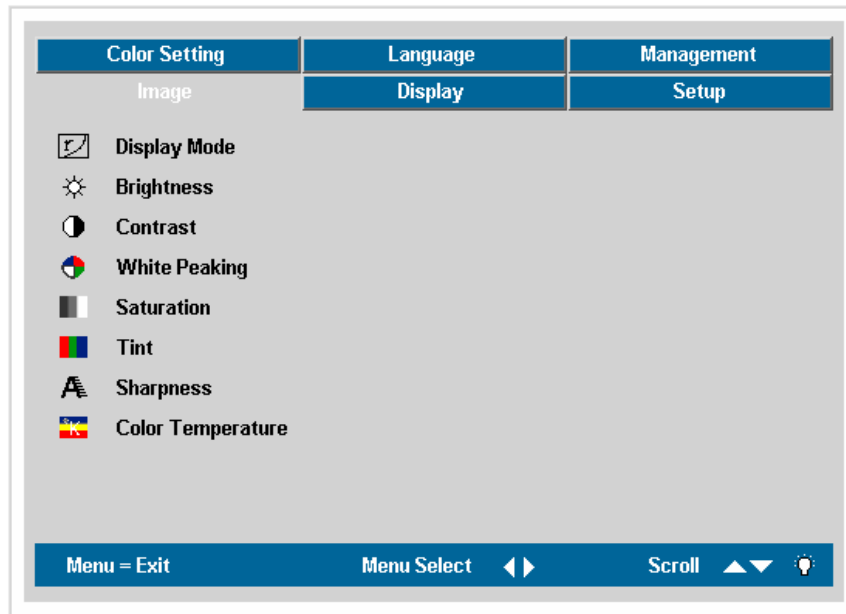 Color Setting Language Management
Image Display Setup
Display Mode
Brightness
Contrast
White Peaking
Saturation
Tint
Sharpness
Color Temperature
Menu = Exit Menu Select Scroll